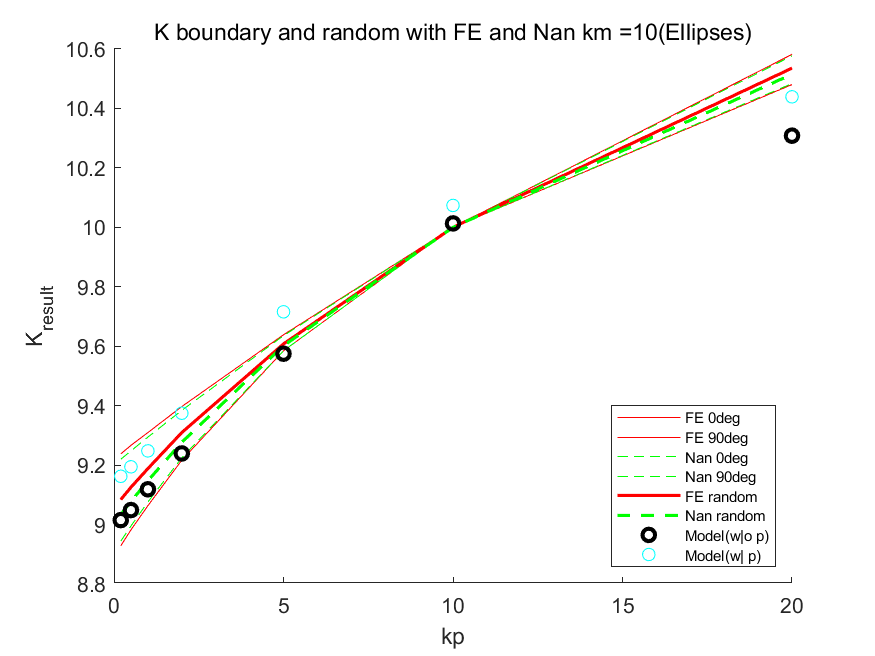 K boundary and random with FE and Nan km =10(Ellipses)
10.6
10.4
10.2
10
9.8
9.6
9.4
9.2
9
8.8
K_result
0 5 10 15 20
kp
FE 0deg
FE 90deg
Nan 0deg
Nan 90deg
FE random
Nan random
Model(w|o p)
Model(w| p)